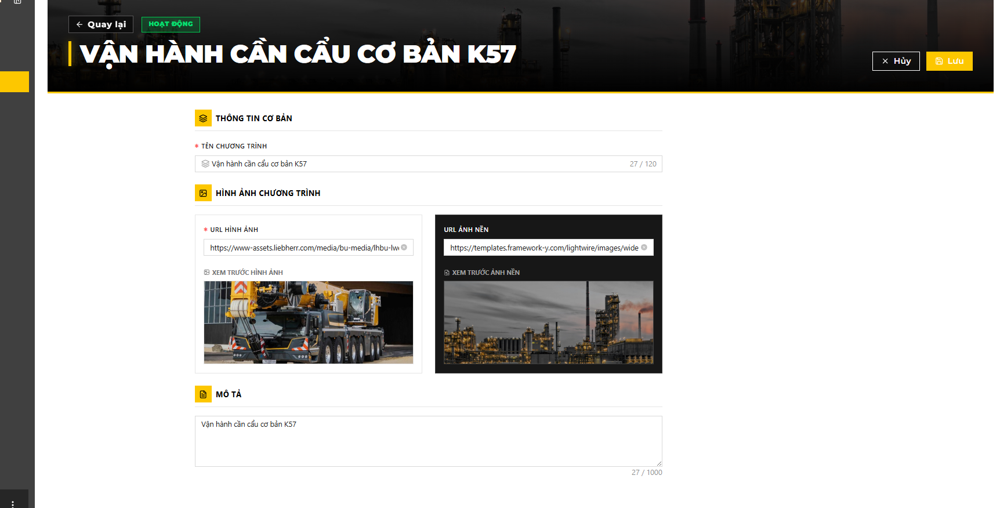 Quay lại
HOẠT ĐỘNG
VẬN HÀNH CẦN CẨU CƠ BẢN K57
Hủy
Lưu
THÔNG TIN CƠ BẢN
* TÊN CHƯƠNG TRÌNH
Vận hành cần cẩu cơ bản K57
27 / 120
HÌNH ẢNH CHƯƠNG TRÌNH
* URL HÌNH ẢNH
https://www-assets.liebherr.com/media/bu-media/lhbu-lw
XEM TRƯỚC HÌNH ẢNH
URL ẢNH NỀN
https://templates.framework-y.com/lightwire/images/wide
XEM TRƯỚC ẢNH NỀN
MÔ TẢ
Vận hành cần cẩu cơ bản K57
27 / 1000